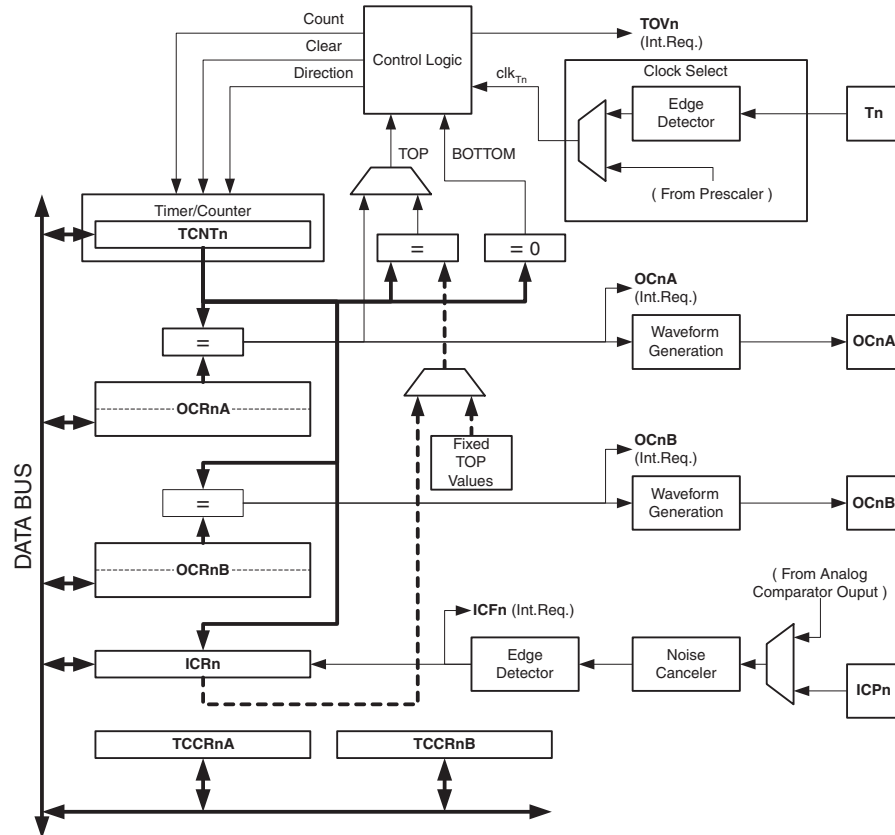 Count
TOVn
(Int.Req.)
Clear
Control Logic
Direction
clkTn
Clock Select
Edge
Detector
Tn
TOP
BOTTOM
( From Prescaler )
Timer/Counter
TCNTn
=
= 0
OCnA
(Int.Req.)
=
Waveform
Generation
OCnA
OCRnA
Fixed
TOP
Values
OCnB
(Int.Req.)
=
Waveform
Generation
OCnB
DATA BUS
OCRnB
( From Analog
Comparator Ouput )
ICFn (Int.Req.)
ICRn
Edge
Detector
Noise
Canceler
ICPn
TCCRnA
TCCRnB